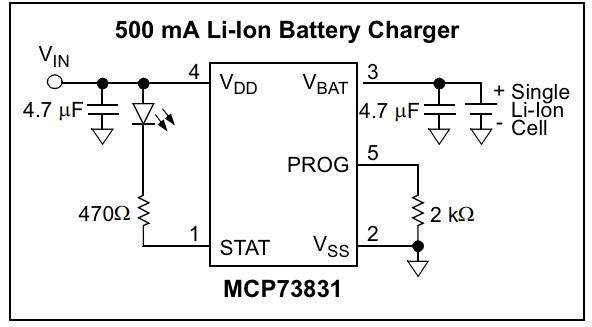 500 mA Li-Ion Battery Charger
VIN
4
VDD
VBAT
3
4.7 μF
4.7 μF
+ Single
Li-Ion
- Cell
PROG
5
470Ω
2 kΩ
1
STAT
VSS
2
MCP73831